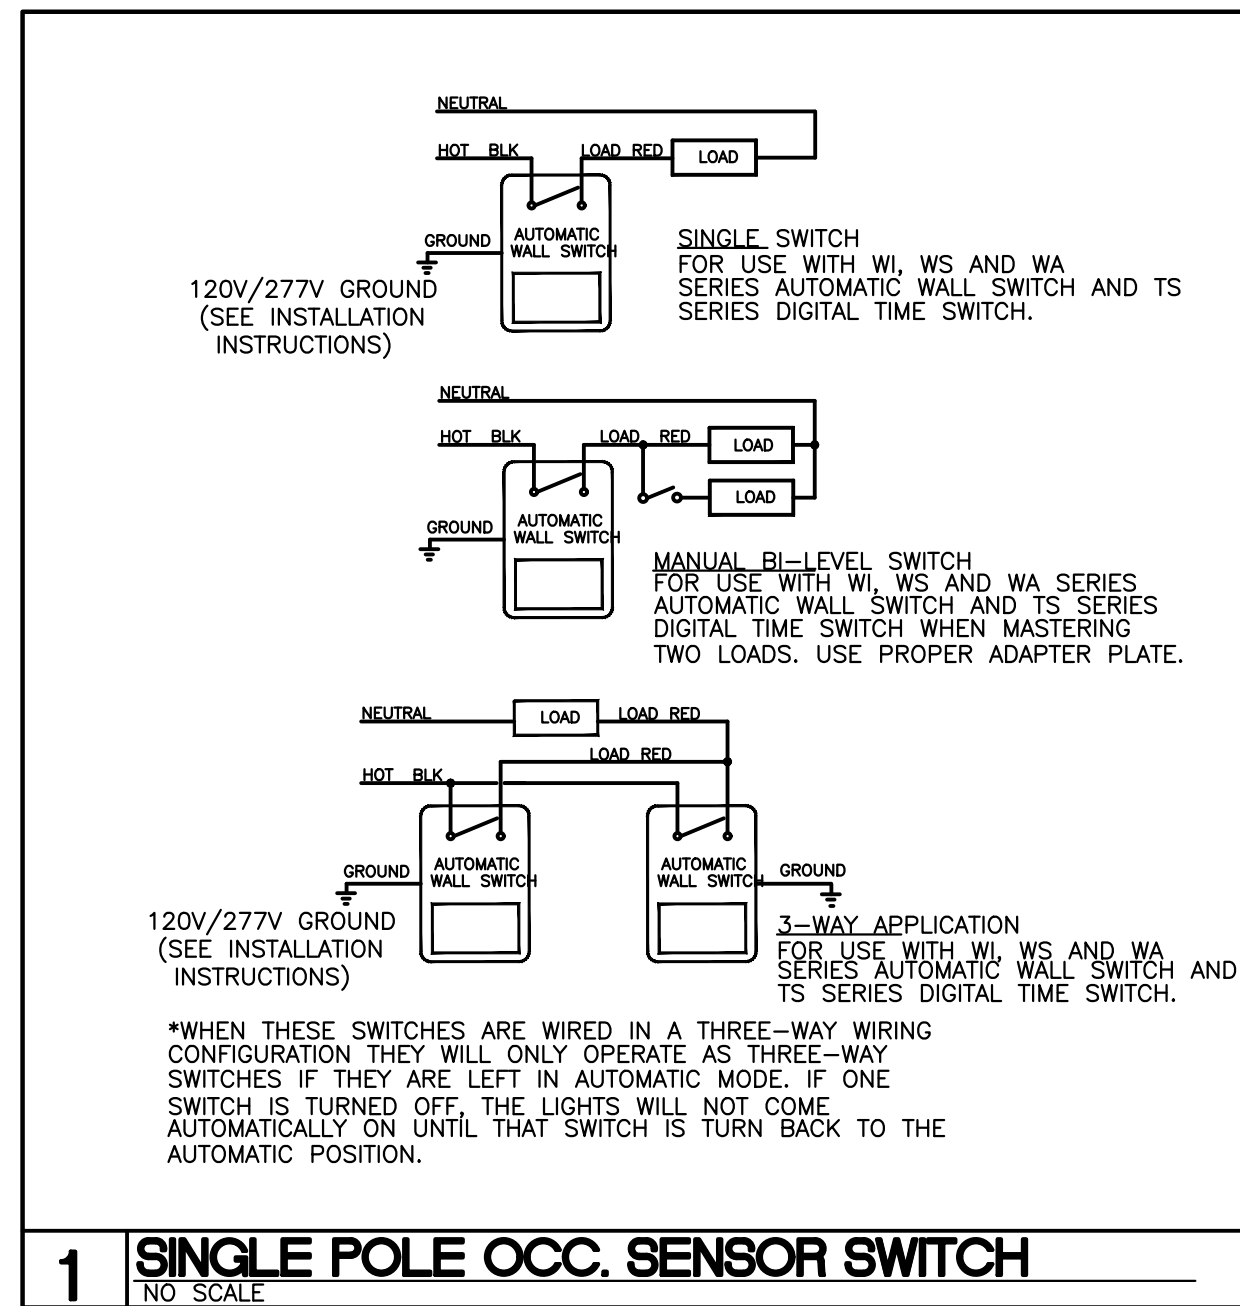 NEUTRAL
HOT BLK
LOAD RED
LOAD
GROUND
AUTOMATIC
WALL SWITCH
120V/277V GROUND
(SEE INSTALLATION
INSTRUCTIONS)
SINGLE SWITCH
FOR USE WITH WI, WS AND WA
SERIES AUTOMATIC WALL SWITCH AND TS
SERIES DIGITAL TIME SWITCH.
NEUTRAL
HOT BLK
LOAD RED
LOAD
LOAD
GROUND
AUTOMATIC
WALL SWITCH
MANUAL BI-LEVEL SWITCH
FOR USE WITH WI, WS AND WA SERIES
AUTOMATIC WALL SWITCH AND TS SERIES
DIGITAL TIME SWITCH WHEN MASTERING
TWO LOADS. USE PROPER ADAPTER PLATE.
NEUTRAL
LOAD
LOAD RED
LOAD RED
HOT BLK
GROUND
AUTOMATIC
WALL SWITCH
AUTOMATIC
WALL SWITCH
GROUND
120V/277V GROUND
(SEE INSTALLATION
INSTRUCTIONS)
3-WAY APPLICATION
FOR USE WITH WI, WS AND WA
SERIES AUTOMATIC WALL SWITCH AND
TS SERIES DIGITAL TIME SWITCH.
*WHEN THESE SWITCHES ARE WIRED IN A THREE-WAY WIRING
CONFIGURATION THEY WILL ONLY OPERATE AS THREE-WAY
SWITCHES IF THEY ARE LEFT IN AUTOMATIC MODE. IF ONE
SWITCH IS TURNED OFF, THE LIGHTS WILL NOT COME
AUTOMATICALLY ON UNTIL THAT SWITCH IS TURN BACK TO THE
AUTOMATIC POSITION.
1
SINGLE POLE OCC. SENSOR SWITCH
NO SCALE